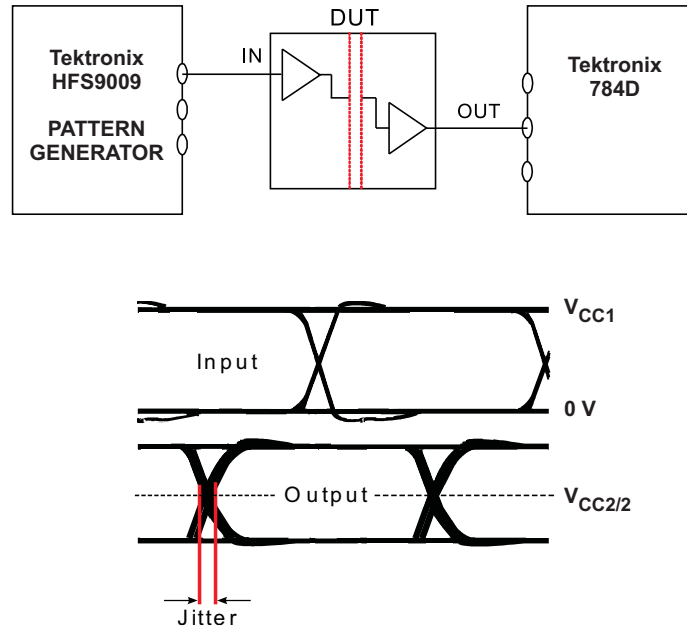 DUT
Tektronix
HFS9009
PATTERN
GENERATOR
IN
OUT
Tektronix
784D
VCC1
Input
0 V
Output
VCC2/2
Jitter